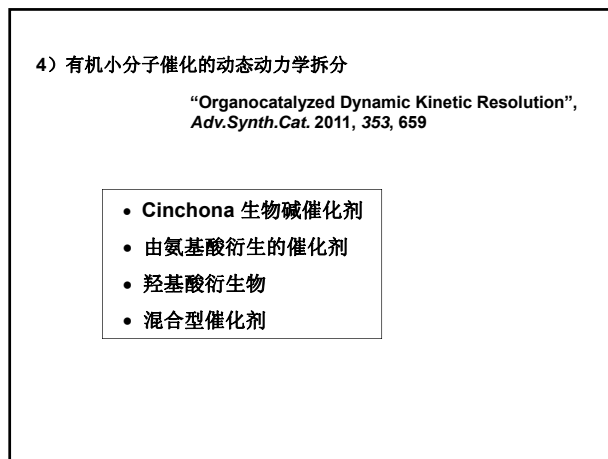 4）有机小分子催化的动态动力学拆分
“Organocatalyzed Dynamic Kinetic Resolution”,
Adv.Synth.Cat. 2011, 353, 659
• Cinchona 生物碱催化剂
• 由氨基酸衍生的催化剂
• 羟基酸衍生物
• 混合型催化剂